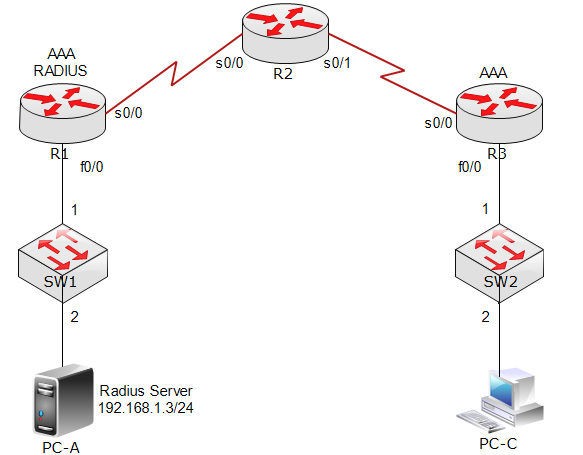 AAA
RADIUS
R1
s0/0
f0/0
s0/0
R2
s0/1
AAA
s0/0
R3
f0/0
1
SW1
2
1
SW2
2
Radius Server
192.168.1.3/24
PC-A
PC-C